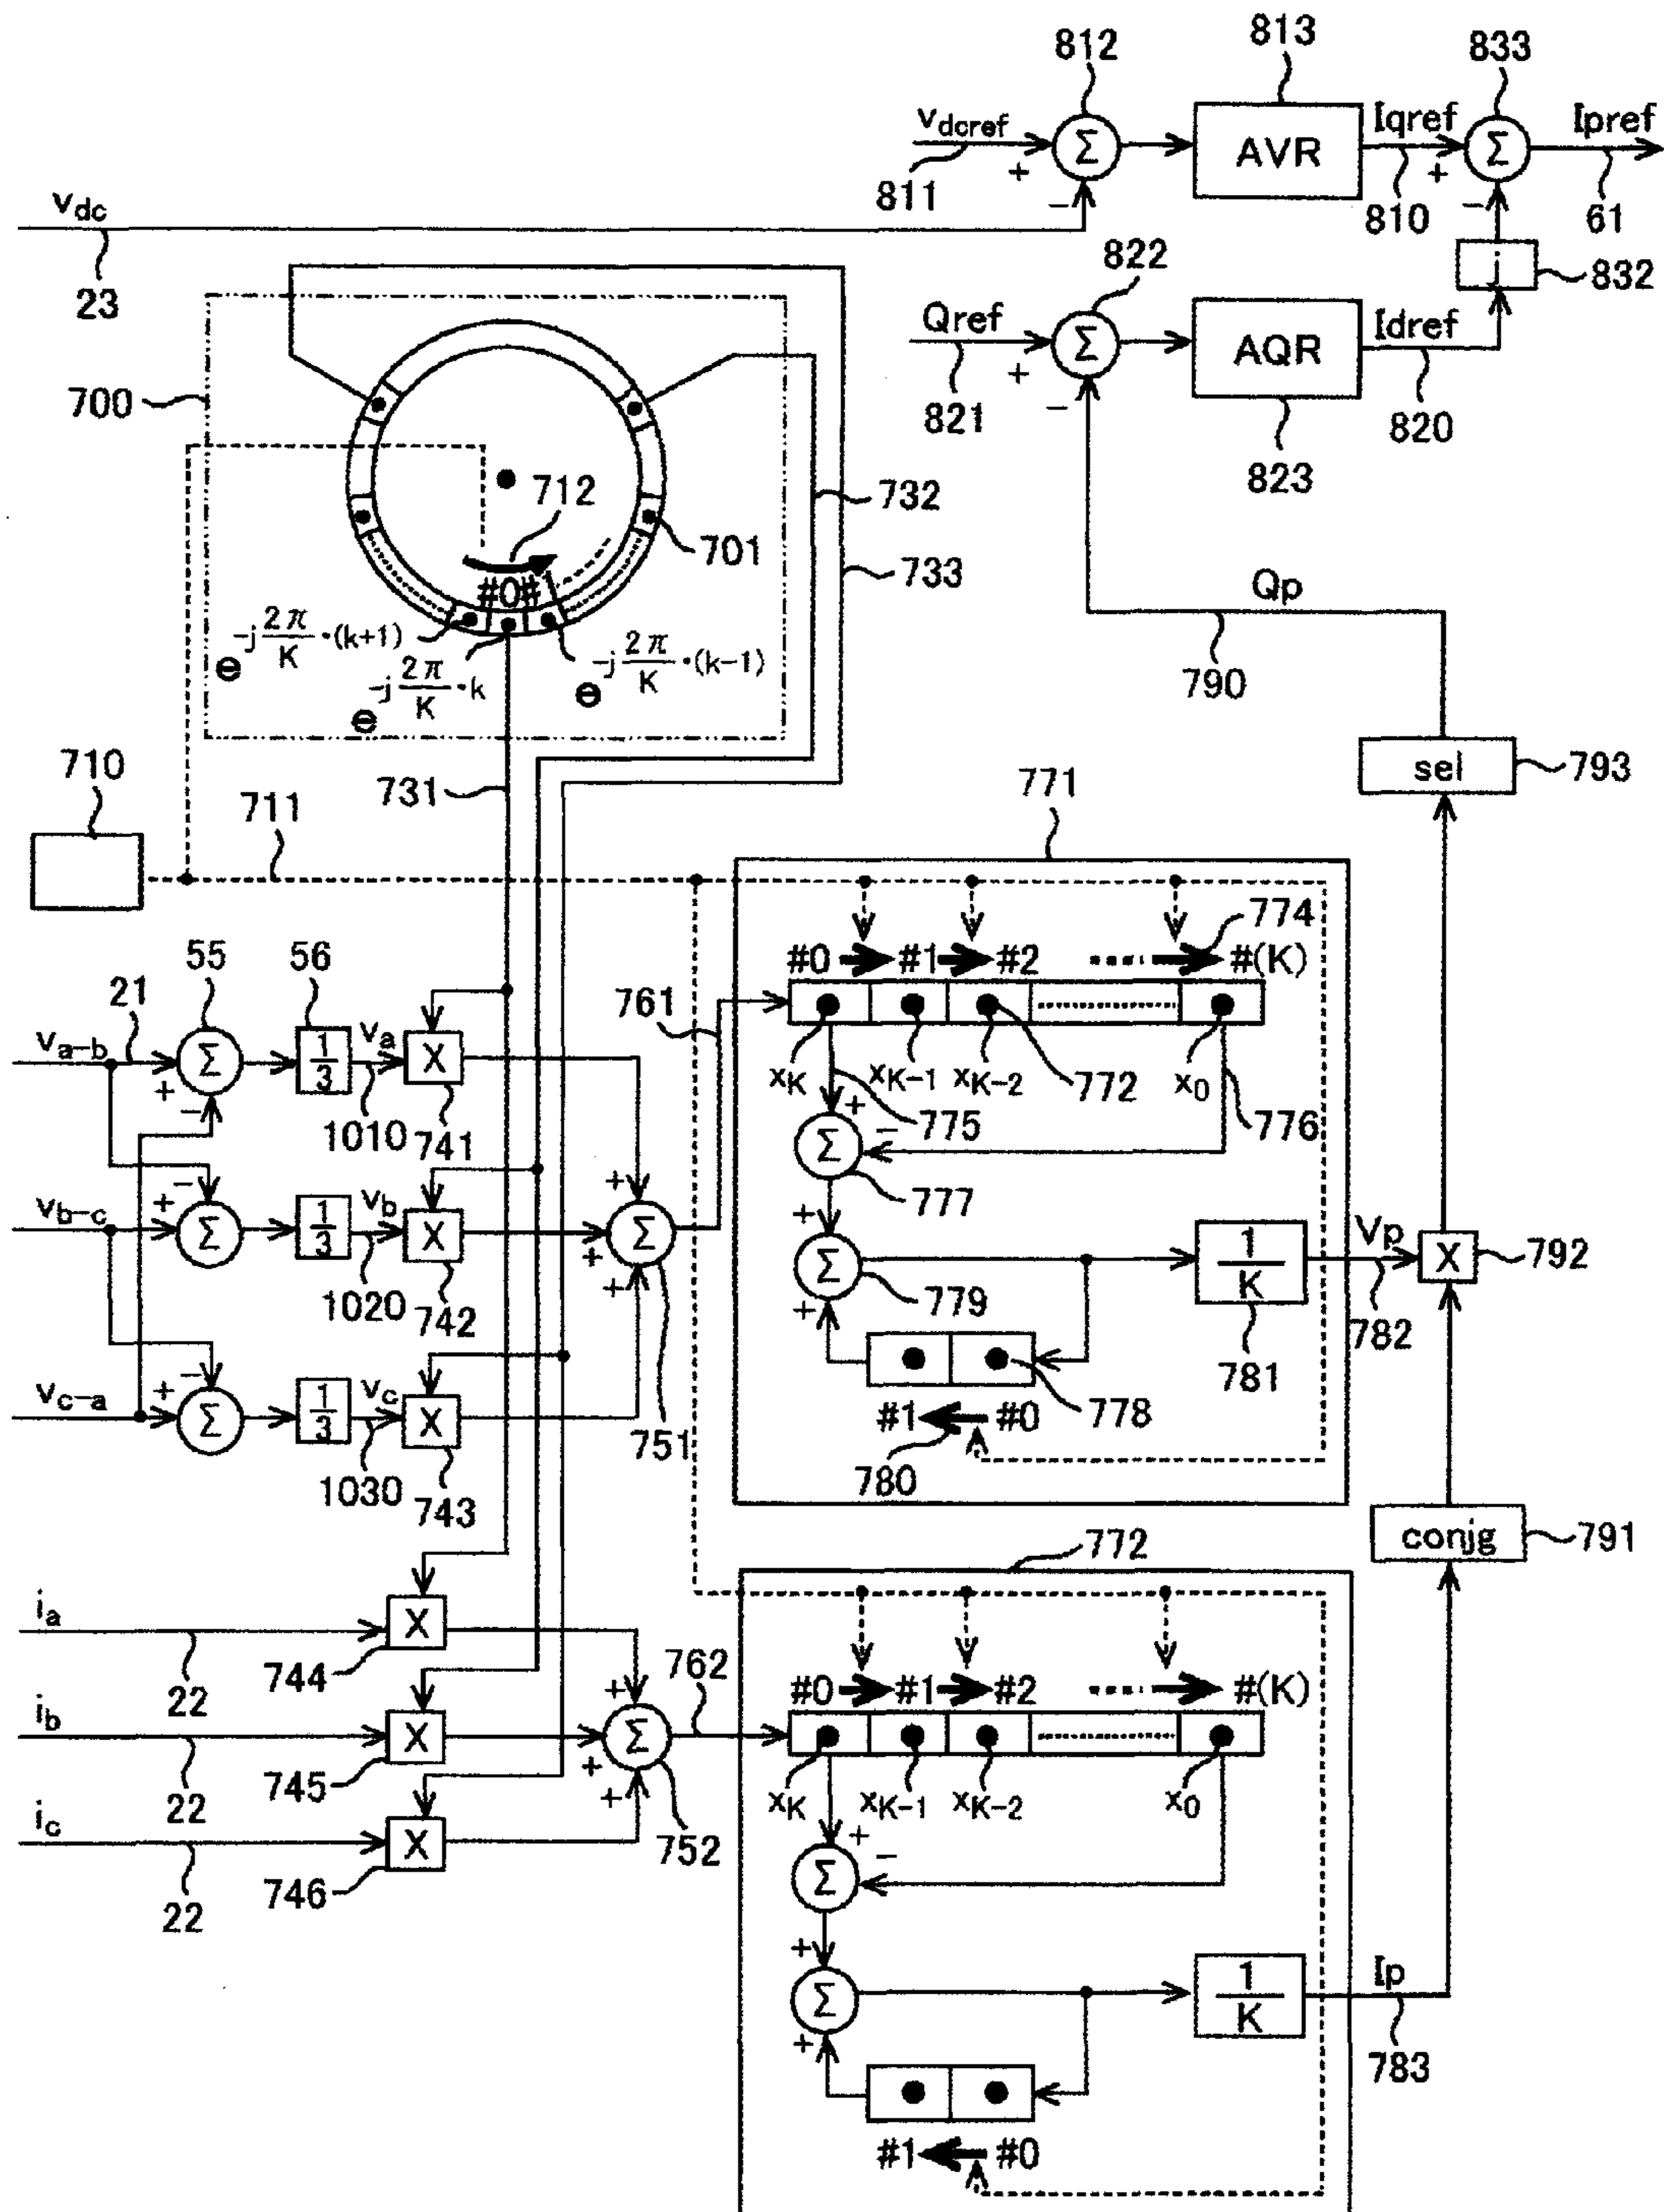 812
813
833
vdcref
+
Σ
AVR
Iqref
+
Σ
Ipref
811
−
810
−
61
vdc
23
j
832
822
Qref
+
Σ
AQR
Idref
821
−
823
820
700
712
732
701
733
#0#
e^{-j 2π/K·(k+1)}
e^{-j 2π/K·k}
e^{-j 2π/K·(k-1)}
Qp
790
sel
793
710
711
731
771
774
#0 #1 #2 #(K)
55
56
21
va-b
+
−
Σ
1/3
va
X
1010
741
761
xK
xK-1
xK-2
772
x0
+
775
−
776
Σ
777
vb-c
−
+
Σ
1/3
vb
X
1020
742
+
+
+
Σ
751
+
Σ
+
779
1/K
781
Vp
782
X
792
778
#1 #0
780
vc-a
−
+
Σ
1/3
vc
X
1030
743
conjg
791
772
ia
22
X
744
ib
22
X
745
ic
22
X
746
+
+
+
Σ
752
762
#0 #1 #2 #(K)
xK
xK-1
xK-2
x0
+
−
Σ
+
Σ
+
1/K
Ip
783
#1 #0